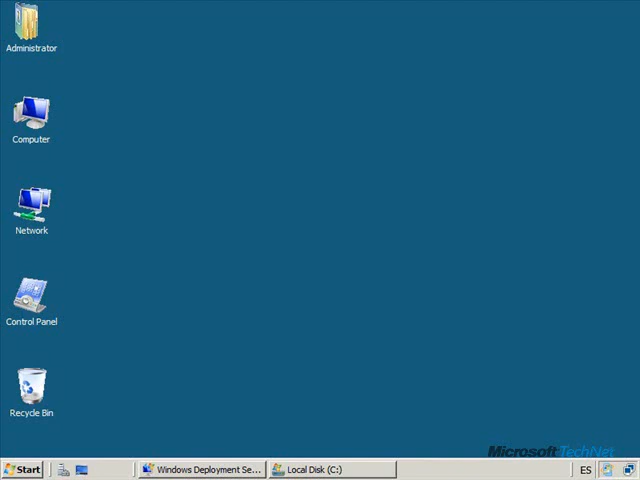 Administrator
Computer
Network
Control Panel
Recycle Bin
Microsoft TechNet
Start
Windows Deployment Se...
Local Disk (C:)
ES